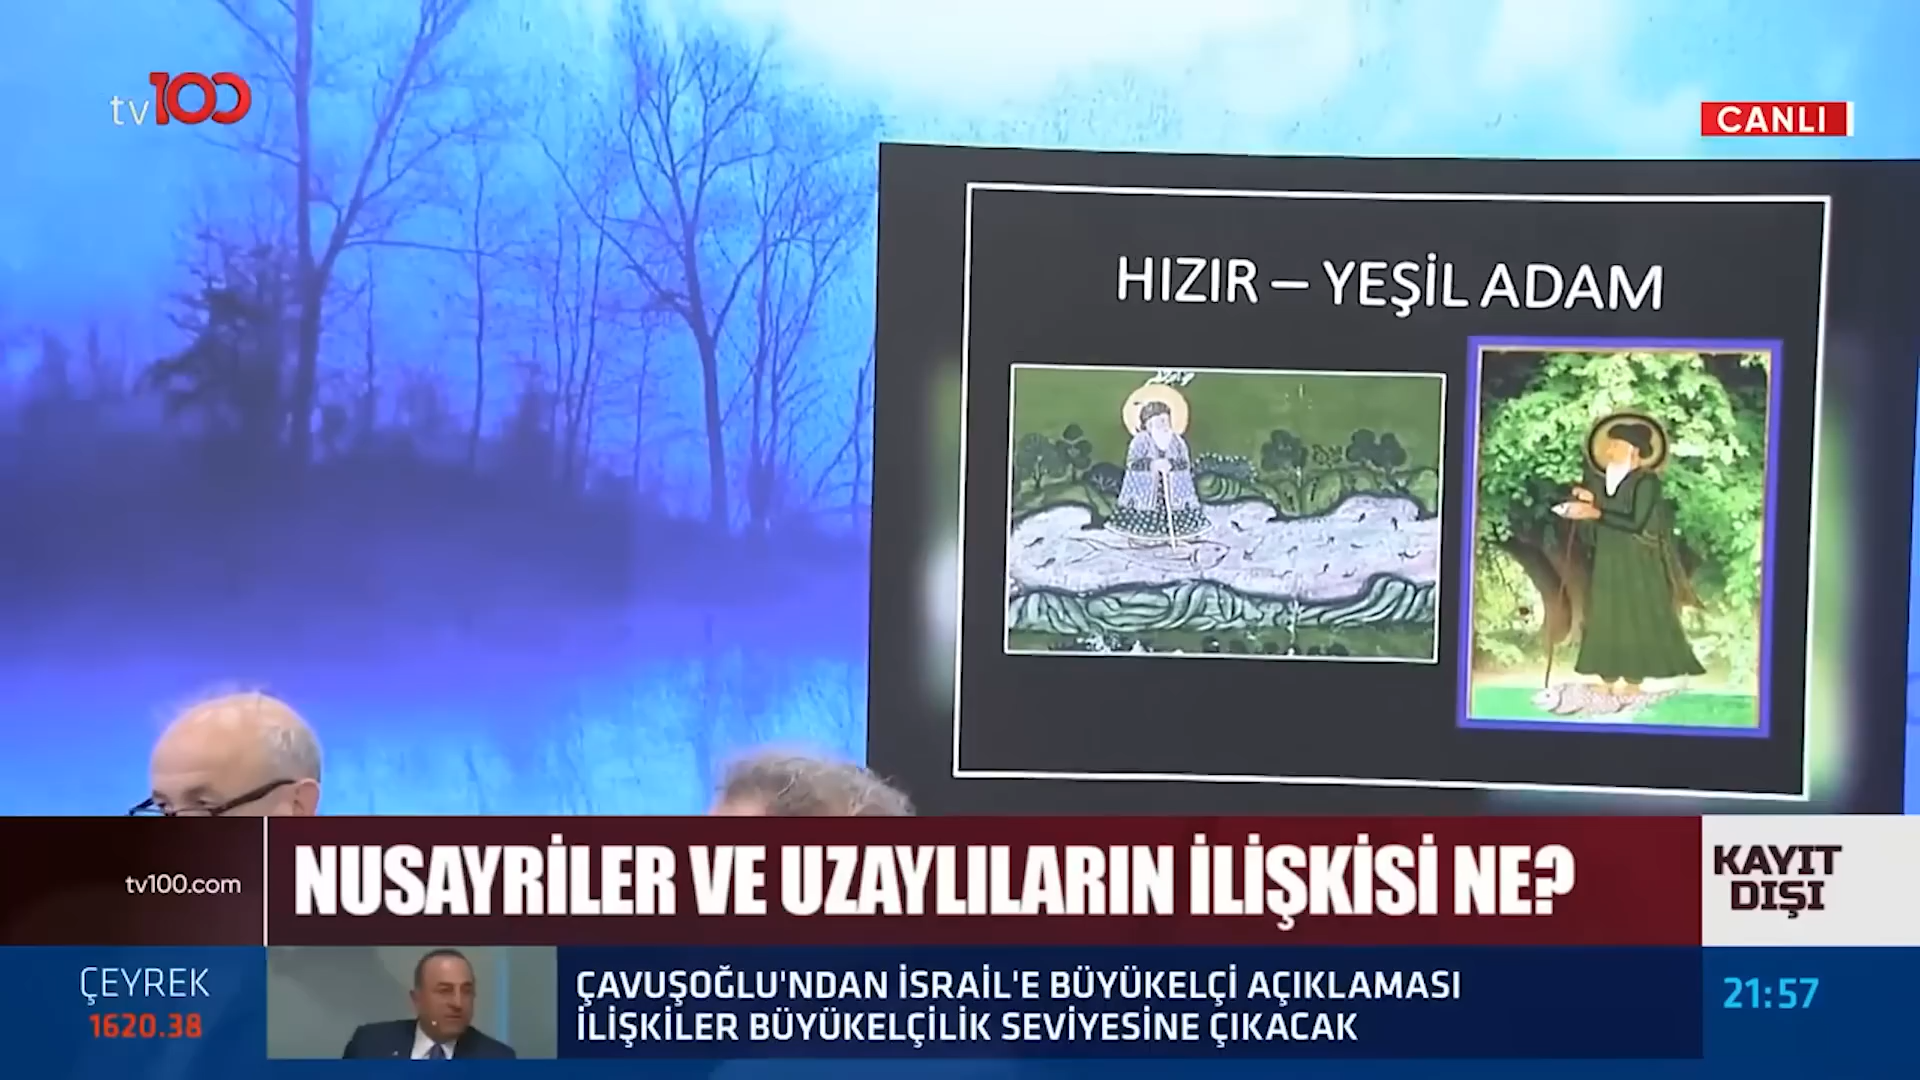 tv100
CANLI
HIZIR – YEŞİL ADAM
tv100.com
NUSAYRİLER VE UZAYLILARIN İLİŞKİSİ NE?
KAYIT
DIŞI
ÇEYREK
1620.38
ÇAVUŞOĞLU'NDAN İSRAİL'E BÜYÜKELÇİ AÇIKLAMASI
İLİŞKİLER BÜYÜKELÇİLİK SEVİYESİNE ÇIKACAK
21:57